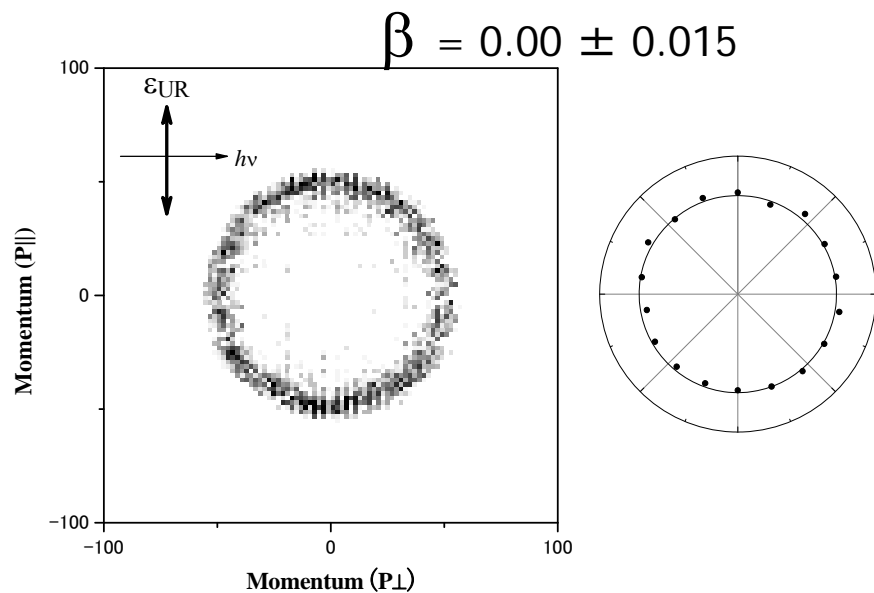 β = 0.00 ± 0.015
100
εUR
hν
0
-100
Momentum (P||)
-100
0
100
Momentum (P⊥)